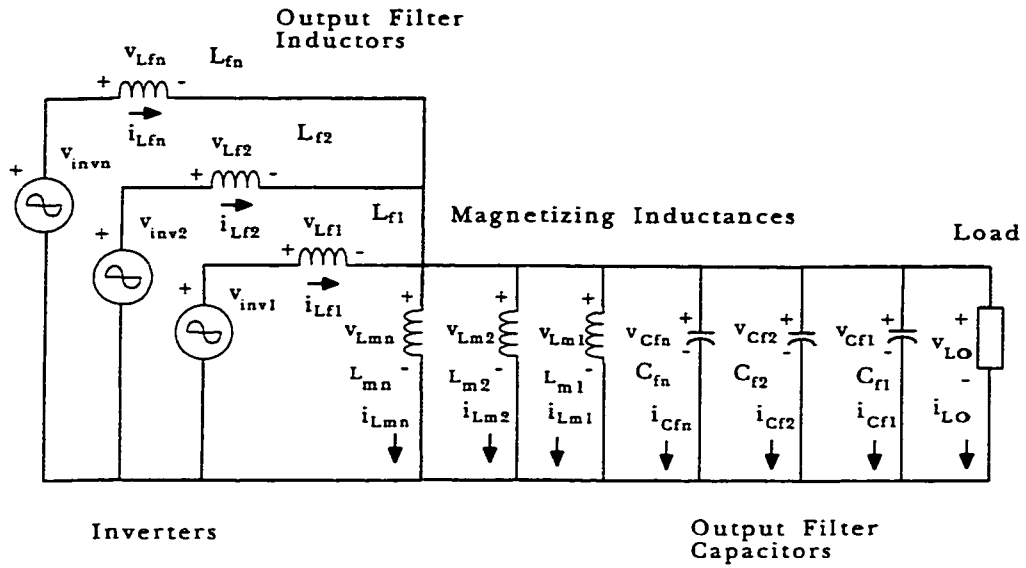 Output Filter
Inductors
v_Lfn L_fn
+ -
i_Lfn
L_f2
v_Lf2
+ v_invn + -
i_Lf2 L_f1
+ v_inv2 v_Lf1
Magnetizing Inductances
+ -
Load
+ v_inv1 i_Lf1
+ + + + + + +
v_Lmn v_Lm2 v_Lm1 v_Cfn v_Cf2 v_Cf1 v_LO
- - - - - - -
L_mn L_m2 L_m1 C_fn C_f2 C_f1
i_Lmn i_Lm2 i_Lm1 i_Cfn i_Cf2 i_Cf1 i_LO
Inverters
Output Filter
Capacitors